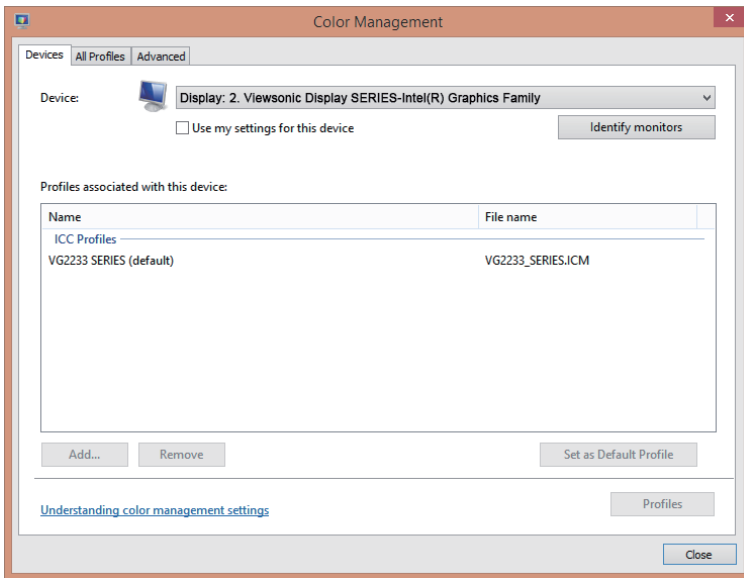 Color Management
Devices All Profiles Advanced
Device: Display: 2. Viewsonic Display SERIES-Intel(R) Graphics Family
Use my settings for this device Identify monitors
Profiles associated with this device:
Name File name
ICC Profiles
VG2233 SERIES (default) VG2233_SERIES.ICM
Add... Remove Set as Default Profile
Understanding color management settings Profiles
Close